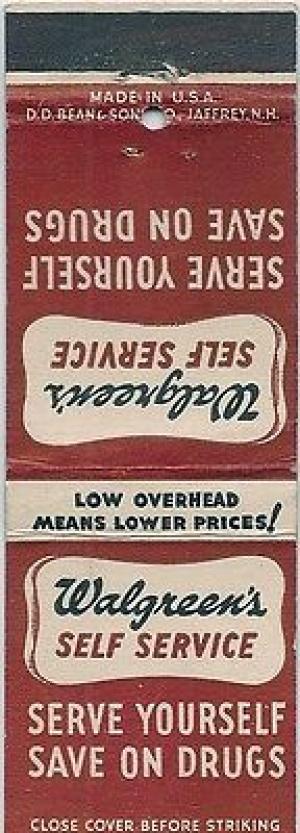 MADE IN U.S.A.
D.D. BEAN & SONS CO., JAFFREY, N.H.
SERVE YOURSELF
SAVE ON DRUGS
Walgreen's
SELF SERVICE
LOW OVERHEAD
MEANS LOWER PRICES!
Walgreen's
SELF SERVICE
SERVE YOURSELF
SAVE ON DRUGS
CLOSE COVER BEFORE STRIKING